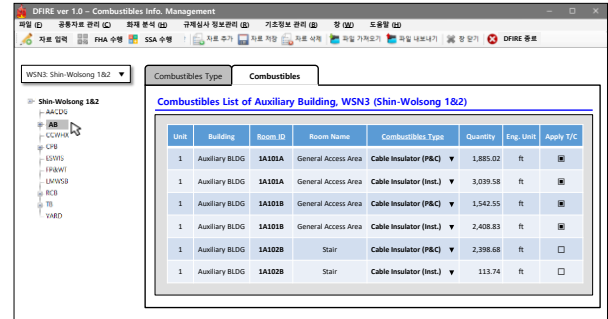 DFIRE ver 1.0 – Combustibles Info. Management
파일 (F) 공통자료 관리 (C) 화재 분석 (H) 규제심사 정보관리 (R) 기초정보 관리 (B) 창 (W) 도움말 (H)
자료 입력 FHA 수행 SSA 수행 자료 추가 자료 저장 자료 삭제 파일 가져오기 파일 내보내기 창 닫기 DFIRE 종료
WSN3: Shin-Wolsong 1&2 ▼
Combustibles Type Combustibles
Shin-Wolsong 1&2
AACDG
AB
CCWHX
CPB
ESWIS
FP&WT
LMWSB
RCB
TB
YARD
Combustibles List of Auxiliary Building, WSN3 (Shin-Wolsong 1&2)
Unit Building Room ID Room Name Combustibles Type Quantity Eng. Unit Apply T/C
1 Auxiliary BLDG 1A101A General Access Area Cable Insulator (P&C) ▼ 1,885.02 ft
1 Auxiliary BLDG 1A101A General Access Area Cable Insulator (Inst.) ▼ 3,039.58 ft
1 Auxiliary BLDG 1A101B General Access Area Cable Insulator (P&C) ▼ 1,542.55 ft
1 Auxiliary BLDG 1A101B General Access Area Cable Insulator (Inst.) ▼ 2,408.83 ft
1 Auxiliary BLDG 1A102B Stair Cable Insulator (P&C) ▼ 2,398.68 ft
1 Auxiliary BLDG 1A102B Stair Cable Insulator (Inst.) ▼ 113.74 ft